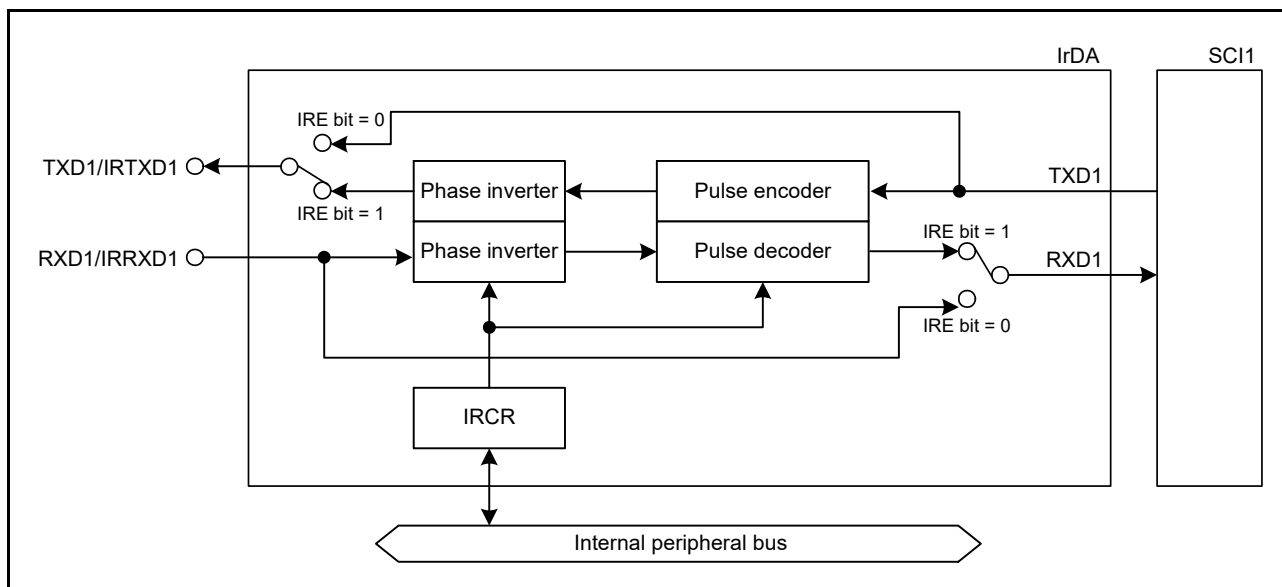 IrDA
SCI1
IRE bit = 0
TXD1/IRTXD1
Phase inverter
Pulse encoder
TXD1
IRE bit = 1
RXD1/IRRXD1
Phase inverter
Pulse decoder
IRE bit = 1
RXD1
IRE bit = 0
IRCR
Internal peripheral bus